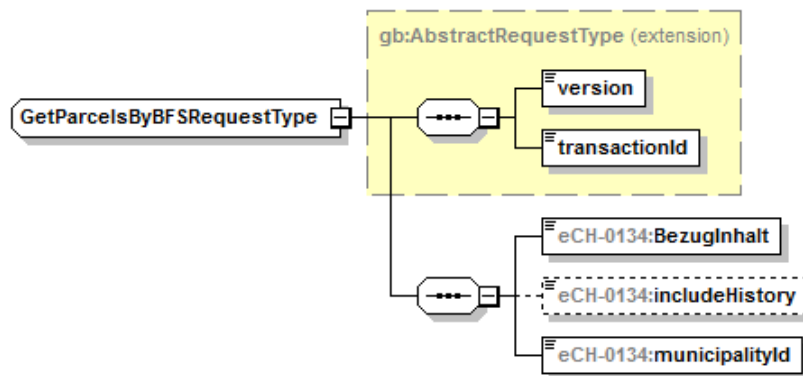 gb:AbstractRequestType (extension)
version
GetParcelsByBFSRequestType
transactionId
eCH-0134:BezugInhalt
eCH-0134:includeHistory
eCH-0134:municipalityId